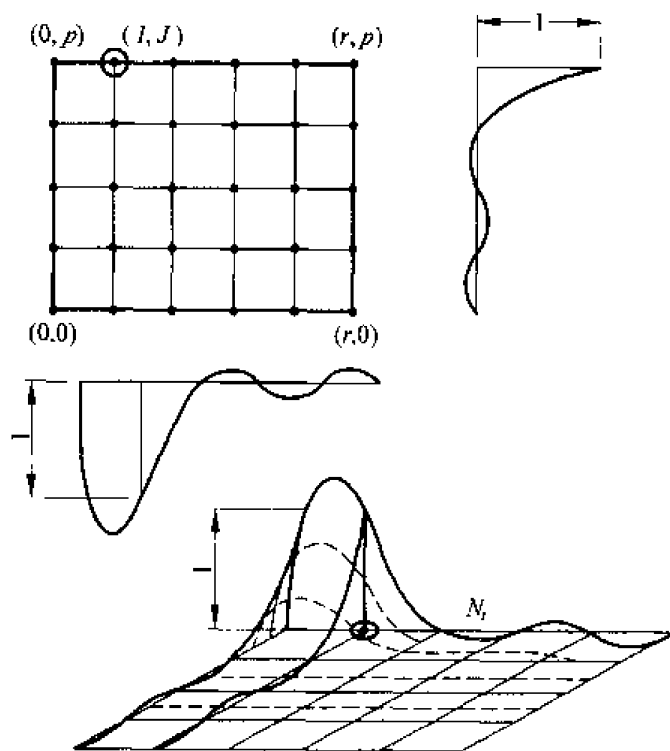 (0, p) (I, J) (r, p)
1
(0,0) (r,0)
1
1
N_i